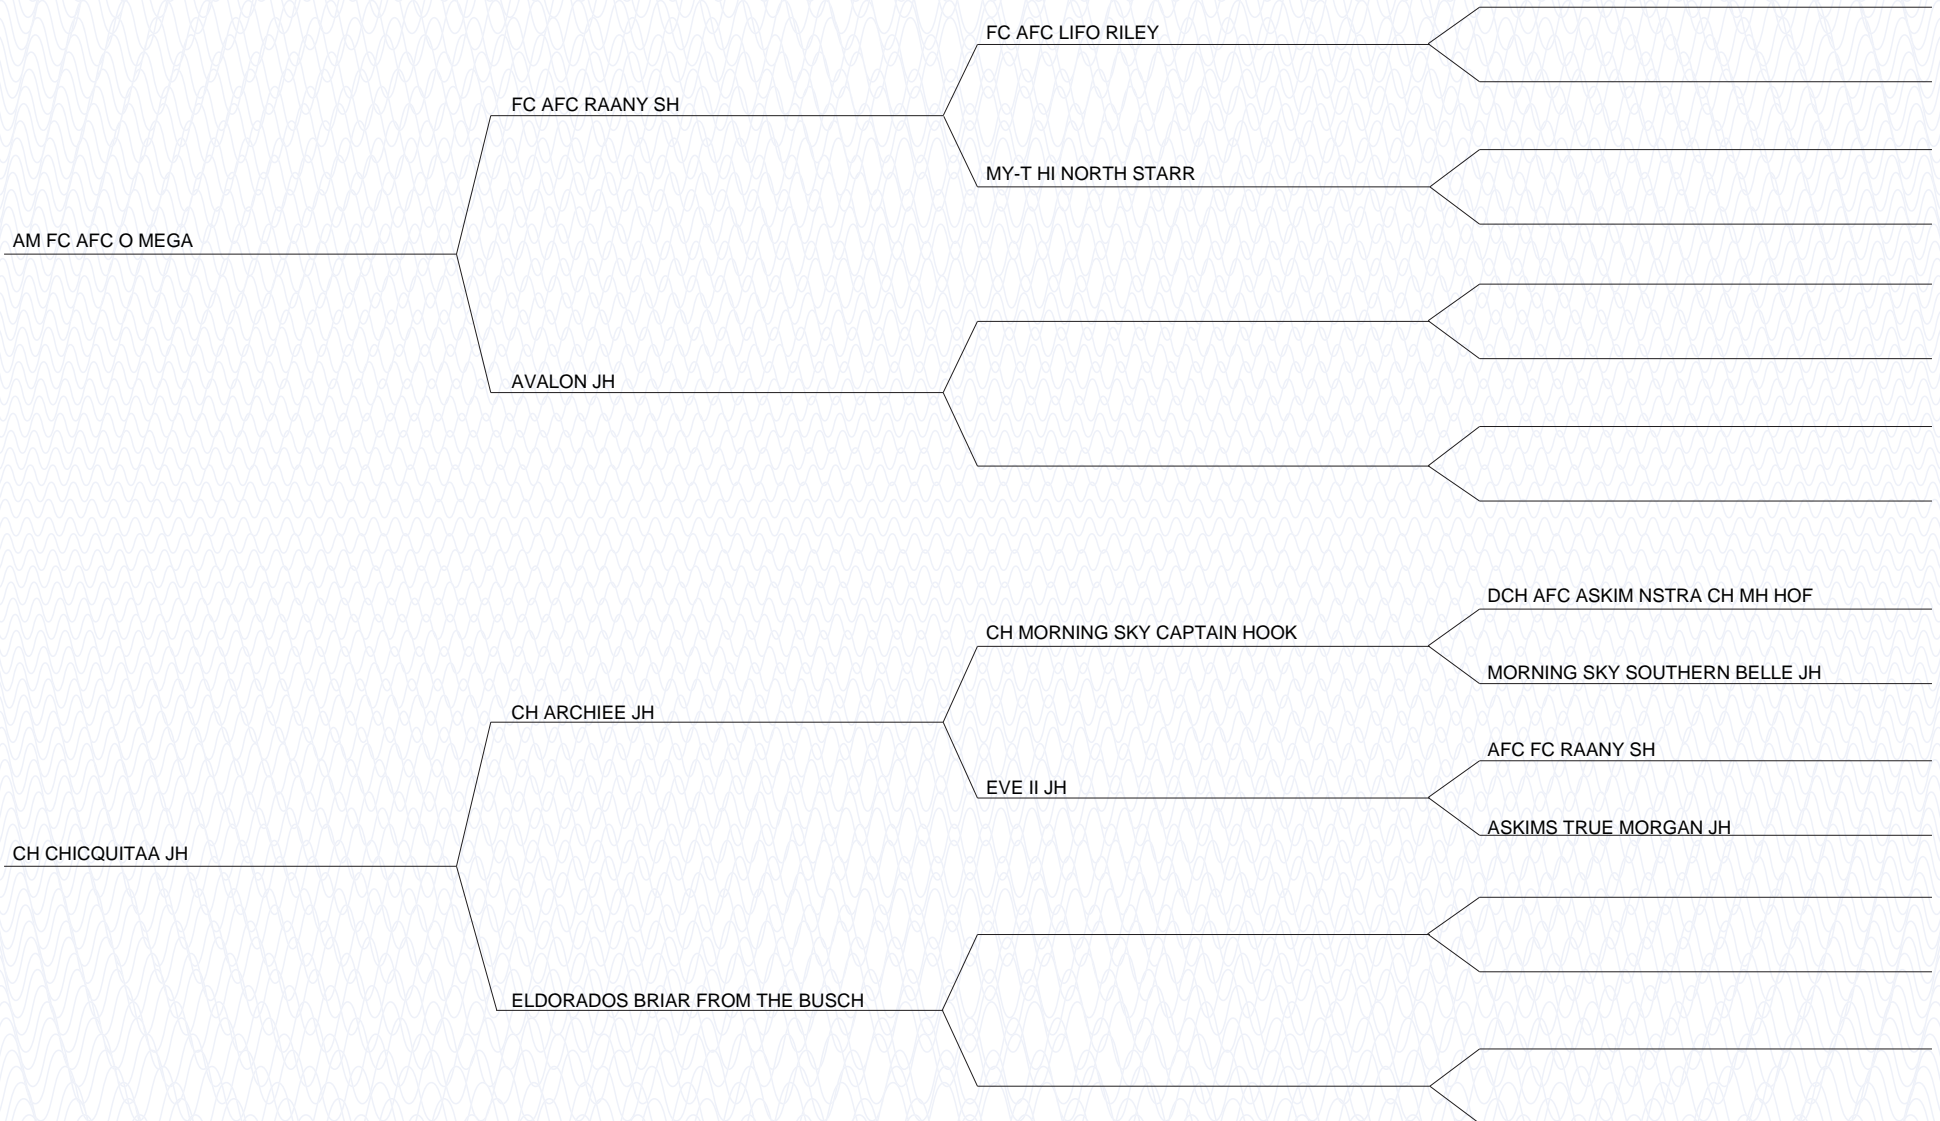 FC AFC LIFO RILEY
FC AFC RAANY SH
MY-T HI NORTH STARR
AM FC AFC O MEGA
AVALON JH
DCH AFC ASKIM NSTRA CH MH HOF
CH MORNING SKY CAPTAIN HOOK
MORNING SKY SOUTHERN BELLE JH
CH ARCHIEE JH
AFC FC RAANY SH
EVE II JH
ASKIMS TRUE MORGAN JH
CH CHICQUITAA JH
ELDORADOS BRIAR FROM THE BUSCH